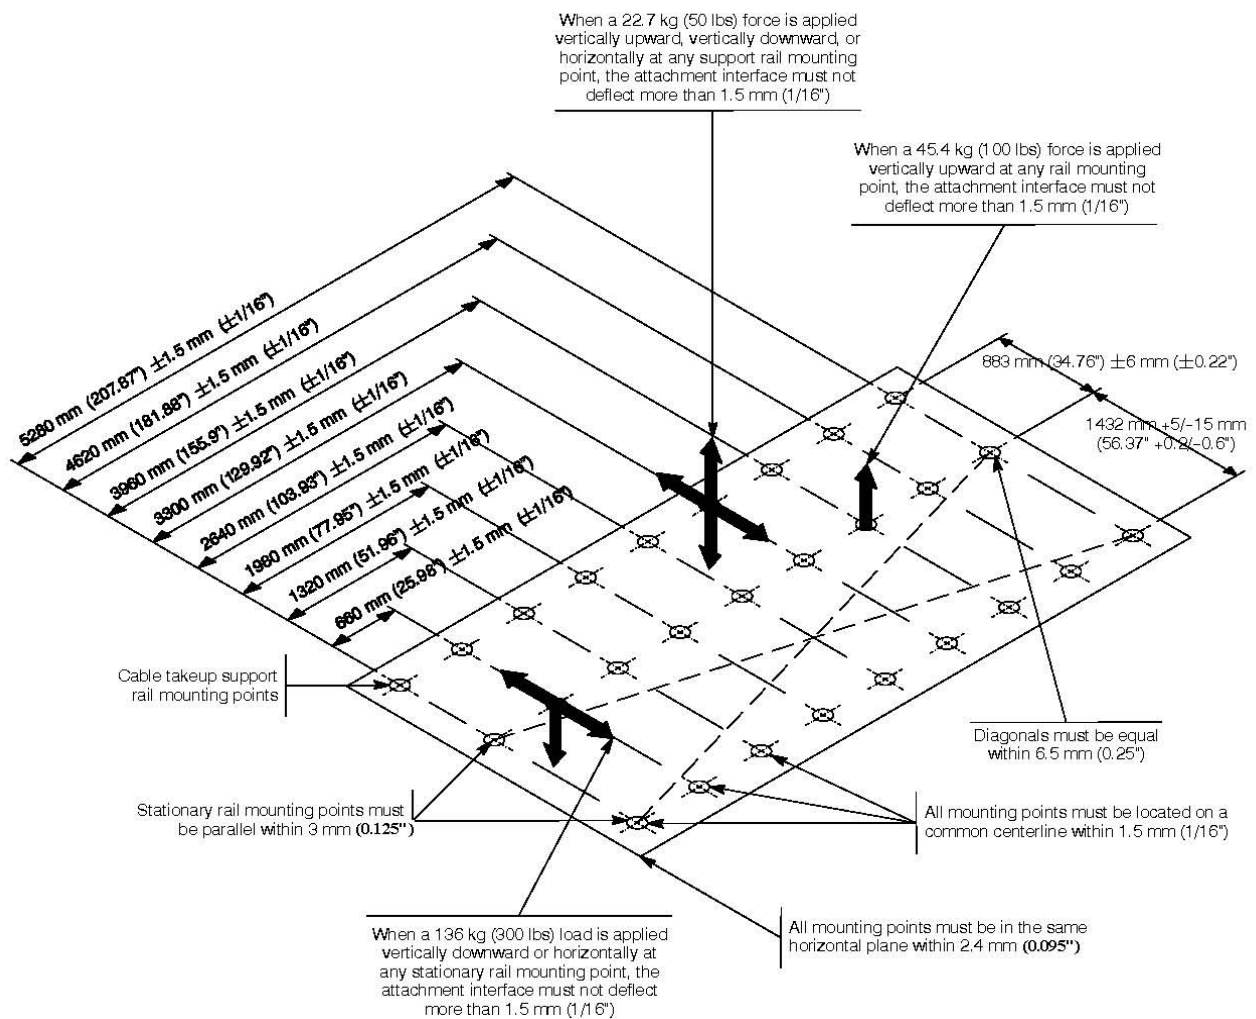 When a 22.7 kg (50 lbs) force is applied
vertically upward, vertically downward, or
horizontally at any support rail mounting
point, the attachment interface must not
deflect more than 1.5 mm (1/16")
When a 45.4 kg (100 lbs) force is applied
vertically upward at any rail mounting
point, the attachment interface must not
deflect more than 1.5 mm (1/16")
5280 mm (207.87") ±1.5 mm (±1/16")
4620 mm (181.88") ±1.5 mm (±1/16")
3960 mm (155.9") ±1.5 mm (±1/16")
3300 mm (129.92") ±1.5 mm (±1/16")
2640 mm (103.93") ±1.5 mm (±1/16")
1980 mm (77.95") ±1.5 mm (±1/16")
1320 mm (51.96") ±1.5 mm (±1/16")
660 mm (25.98") ±1.5 mm (±1/16")
883 mm (34.76") ±6 mm (±0.22")
1432 mm +5/-15 mm
(56.37" +0.2/-0.6")
Cable takeup support
rail mounting points
Diagonals must be equal
within 6.5 mm (0.25")
Stationary rail mounting points must
be parallel within 3 mm (0.125")
All mounting points must be located on a
common centerline within 1.5 mm (1/16")
When a 136 kg (300 lbs) load is applied
vertically downward or horizontally at
any stationary rail mounting point, the
attachment interface must not deflect
more than 1.5 mm (1/16")
All mounting points must be in the same
horizontal plane within 2.4 mm (0.095")